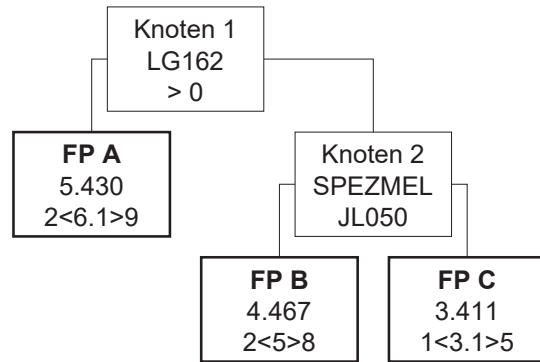 Knoten 1
LG162
> 0
FP A
5.430
2<6.1>9
Knoten 2
SPEZMEL
JL050
FP B
4.467
2<5>8
FP C
3.411
1<3.1>5